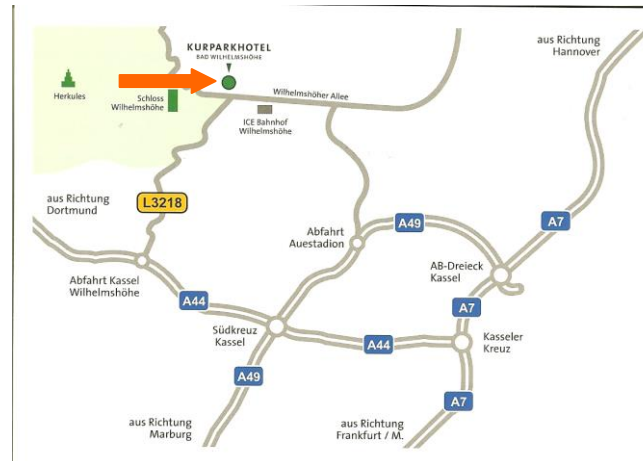 aus Richtung
Hannover
KURPARKHOTEL
BAD WILHELMSHÖHE
Herkules
Schloss
Wilhelmshöhe
Wilhelmshöher Allee
ICE Bahnhof
Wilhelmshöhe
aus Richtung
Dortmund
L3218
Abfahrt
Auestadion
A49
A7
Abfahrt Kassel
Wilhelmshöhe
AB-Dreieck
Kassel
A44
A7
Südkreuz
Kassel
A44
Kasseler
Kreuz
A49
A7
aus Richtung
Marburg
aus Richtung
Frankfurt / M.